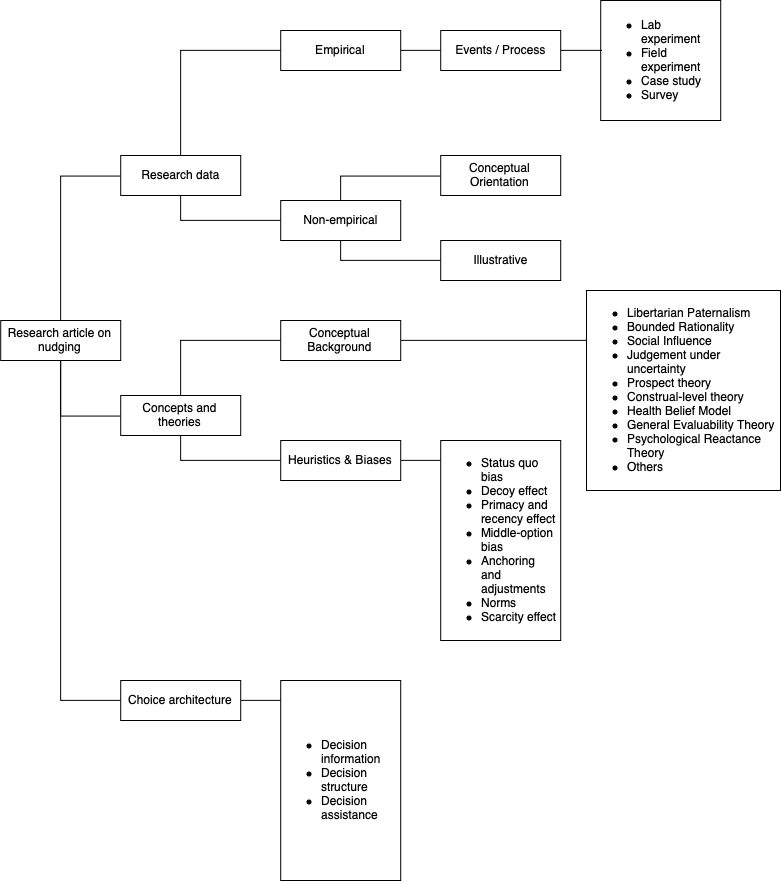 Empirical
Events / Process
• Lab
experiment
• Field
experiment
• Case study
• Survey
Research data
Conceptual
Orientation
Non-empirical
Illustrative
Research article on
nudging
Conceptual
Background
• Libertarian Paternalism
• Bounded Rationality
• Social Influence
• Judgement under
uncertainty
• Prospect theory
• Construal-level theory
• Health Belief Model
• General Evaluability Theory
• Psychological Reactance
Theory
• Others
Concepts and
theories
Heuristics & Biases
• Status quo
bias
• Decoy effect
• Primacy and
recency effect
• Middle-option
bias
• Anchoring
and
adjustments
• Norms
• Scarcity effect
Choice architecture
• Decision
information
• Decision
structure
• Decision
assistance